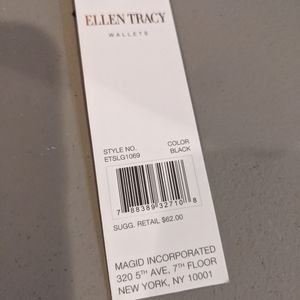 ELLEN TRACY
WALLETS
STYLE NO. COLOR
ETSLG1069 BLACK
7 88389 32710 8
SUGG. RETAIL $62.00
MAGID INCORPORATED
320 5TH AVE, 7TH FLOOR
NEW YORK, NY 10001